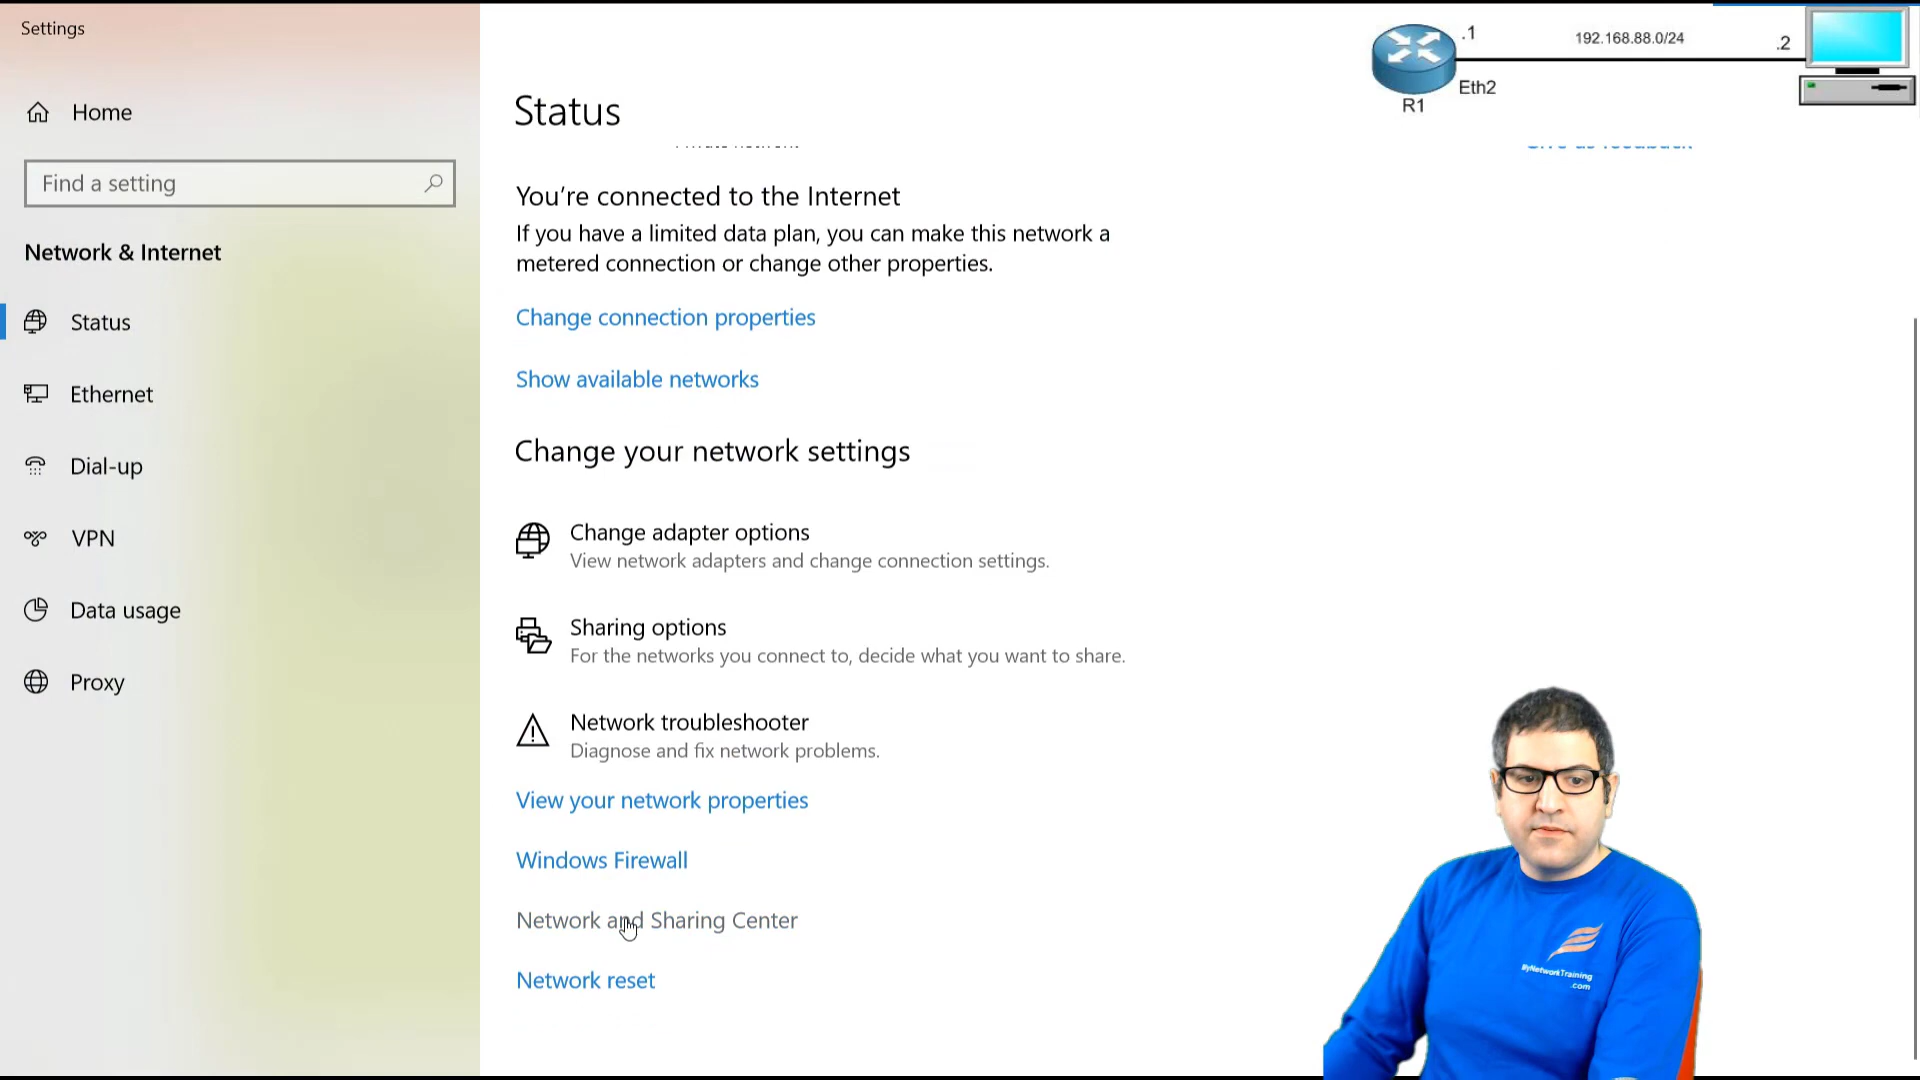 Settings
Home
Find a setting
Network & Internet
Status
Ethernet
Dial-up
VPN
Data usage
Proxy
Status
You're connected to the Internet
If you have a limited data plan, you can make this network a
metered connection or change other properties.
Change connection properties
Show available networks
Change your network settings
Change adapter options
View network adapters and change connection settings.
Sharing options
For the networks you connect to, decide what you want to share.
Network troubleshooter
Diagnose and fix network problems.
View your network properties
Windows Firewall
Network and Sharing Center
Network reset
.1
192.168.88.0/24
.2
Eth2
R1
MyNetworkTraining
.com